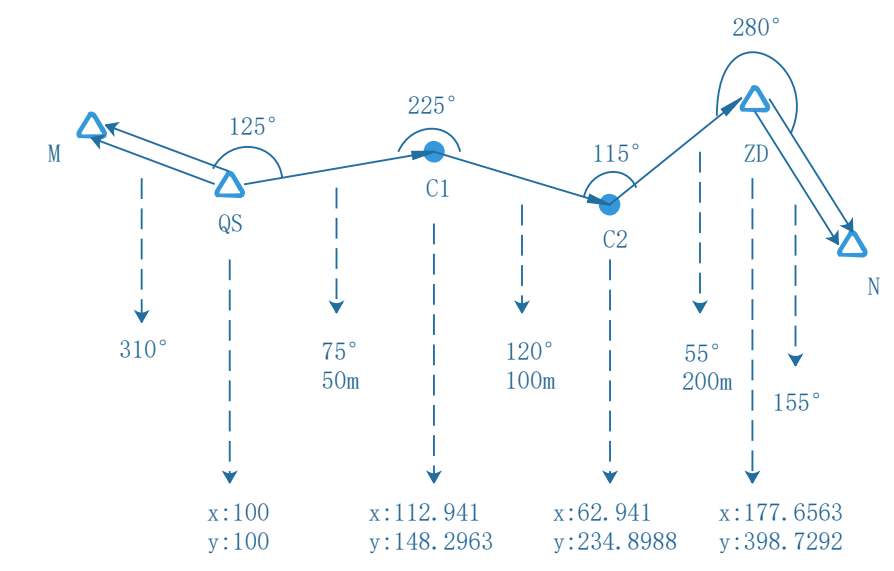 280°
125°
225°
115°
M
QS
C1
C2
ZD
N
310°
75°
50m
120°
100m
55°
200m
155°
x:100
y:100
x:112.941
y:148.2963
x:62.941
y:234.8988
x:177.6563
y:398.7292